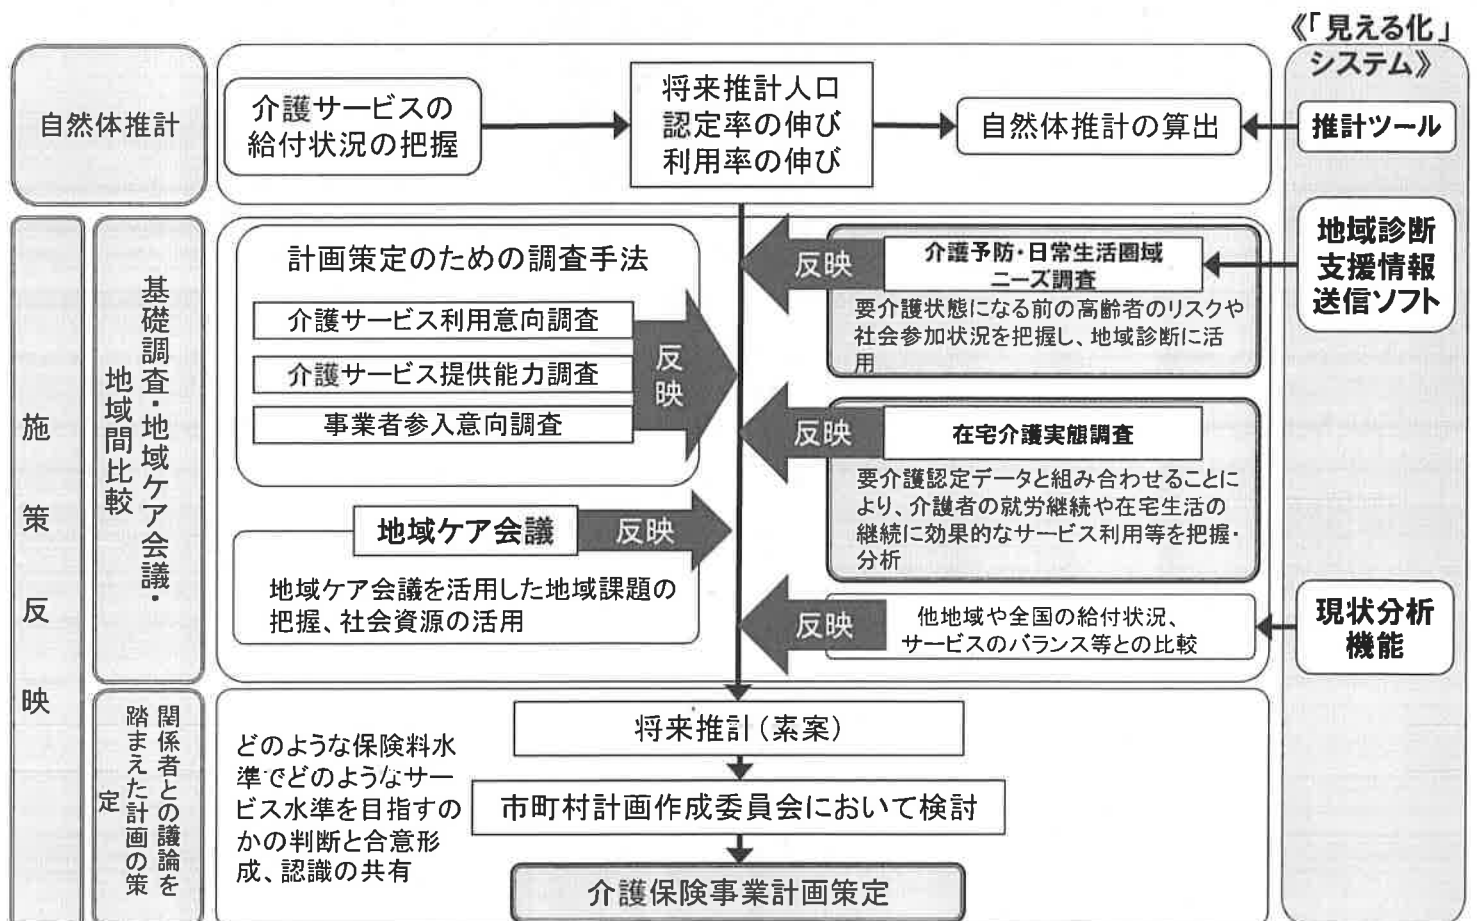 《「見える化」
システム》
自然体推計
介護サービスの
給付状況の把握
将来推計人口
認定率の伸び
利用率の伸び
自然体推計の算出
推計ツール
施策反映
基礎調査・地域ケア会議・
地域間比較
計画策定のための調査手法
介護サービス利用意向調査
介護サービス提供能力調査
事業者参入意向調査
反映
反映
介護予防・日常生活圏域
ニーズ調査
要介護状態になる前の高齢者のリスクや
社会参加状況を把握し、地域診断に活
用
地域診断
支援情報
送信ソフト
反映
在宅介護実態調査
要介護認定データと組み合わせることに
より、介護者の就労継続や在宅生活の
継続に効果的なサービス利用等を把握・
分析
地域ケア会議
反映
地域ケア会議を活用した地域課題の
把握、社会資源の活用
反映
他地域や全国の給付状況、
サービスのバランス等との比較
現状分析
機能
関係者との議論を
踏まえた計画の策
定
どのような保険料水
準でどのようなサー
ビス水準を目指すの
かの判断と合意形
成、認識の共有
将来推計(素案)
市町村計画作成委員会において検討
介護保険事業計画策定